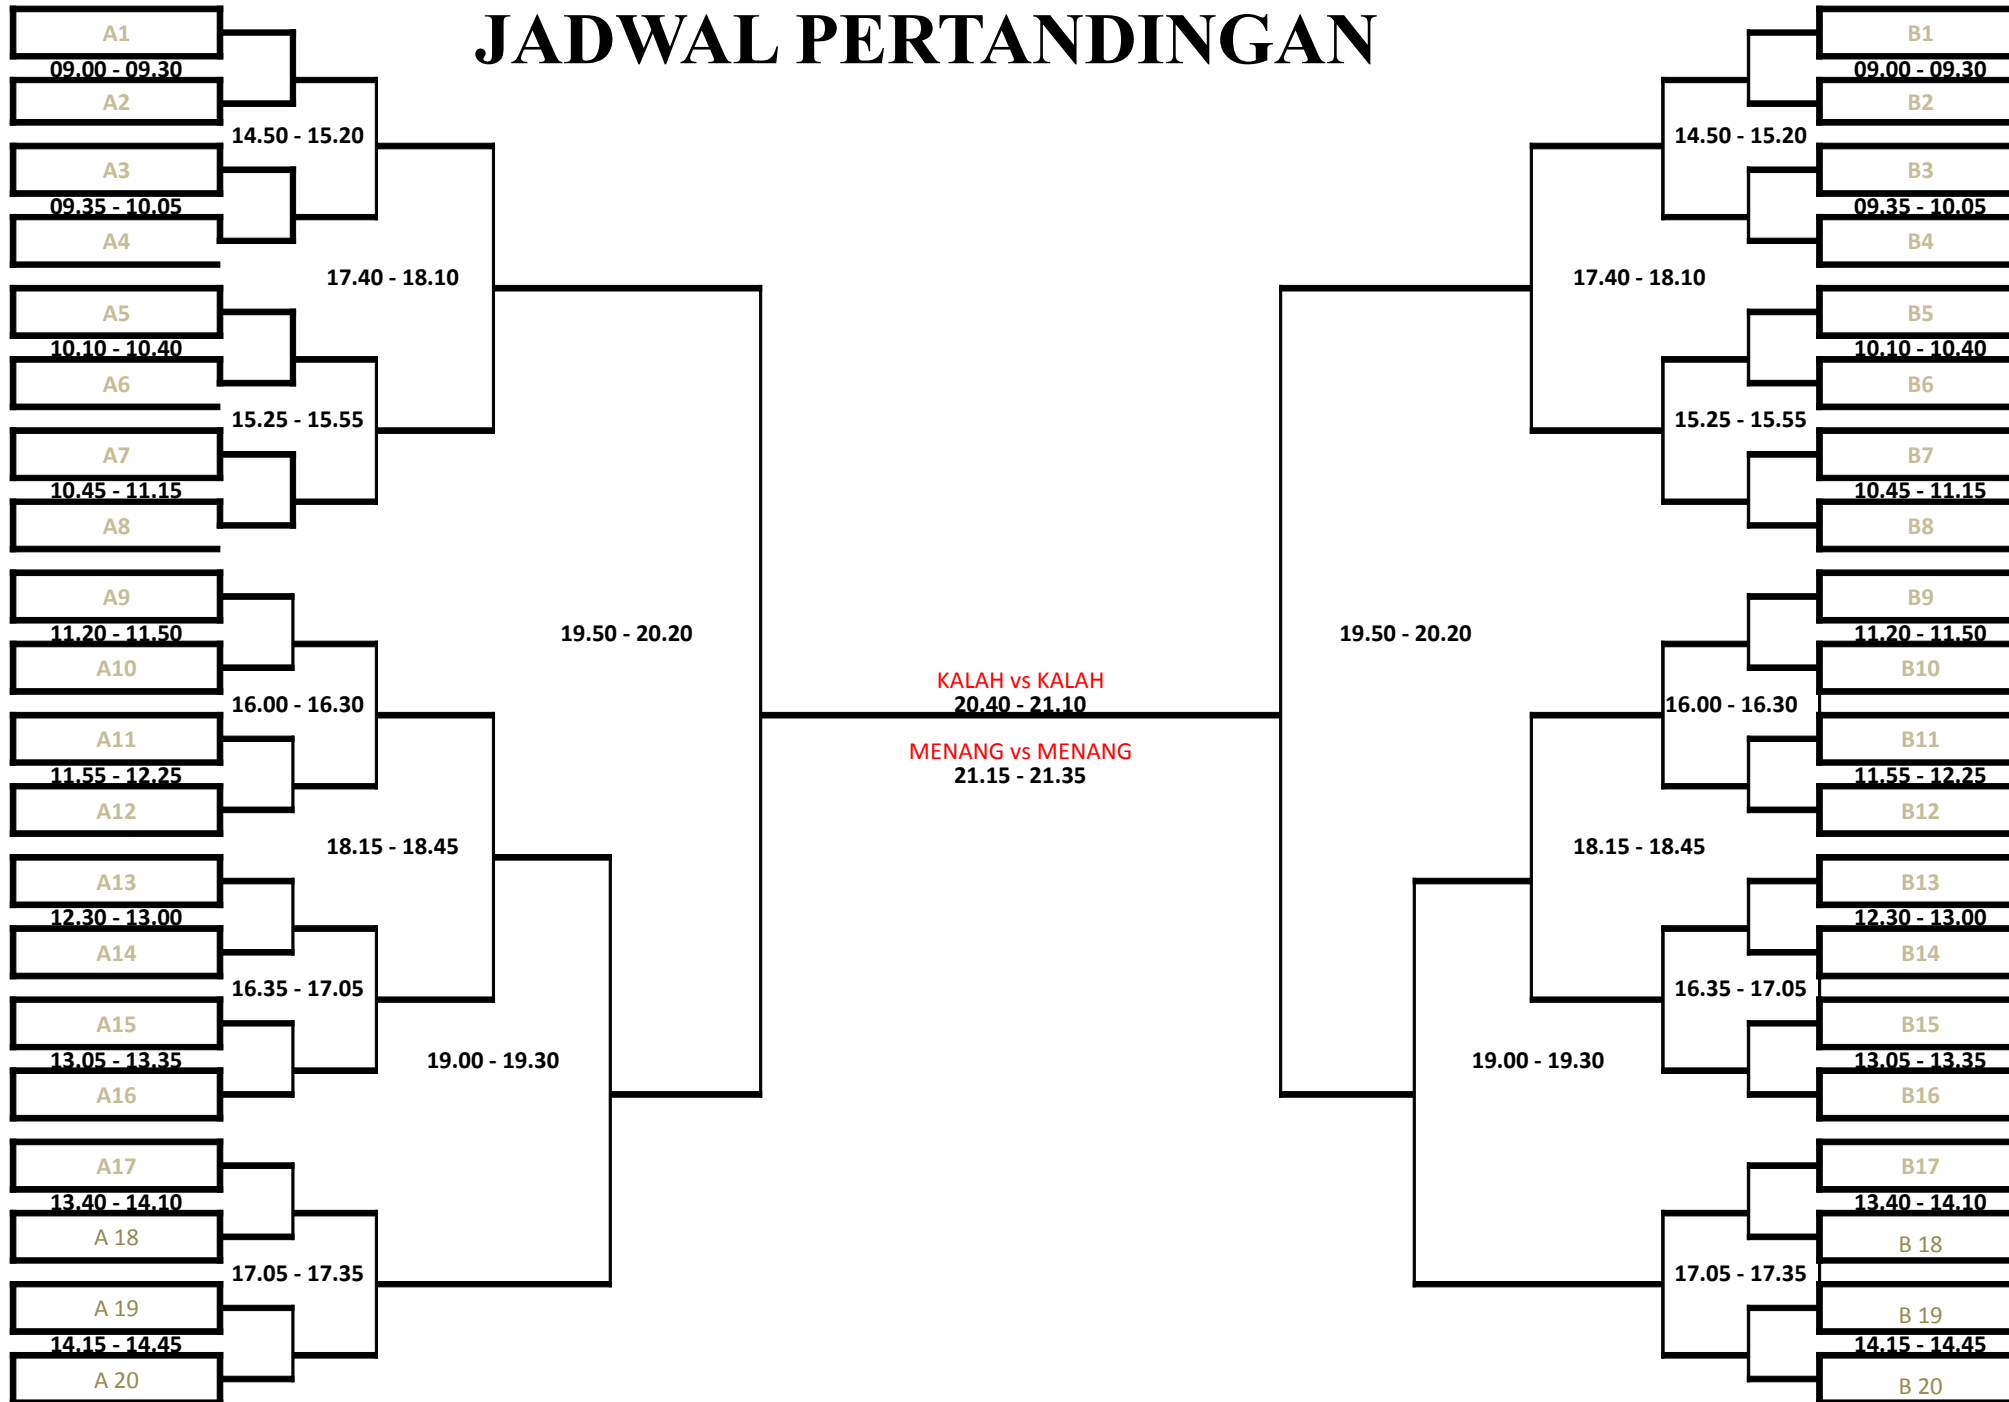 JADWAL PERTANDINGAN
A1
09.00 - 09.30
A2
14.50 - 15.20
A3
09.35 - 10.05
A4
17.40 - 18.10
A5
10.10 - 10.40
A6
15.25 - 15.55
A7
10.45 - 11.15
A8
A9
11.20 - 11.50
19.50 - 20.20
A10
16.00 - 16.30
A11
11.55 - 12.25
A12
18.15 - 18.45
A13
12.30 - 13.00
A14
16.35 - 17.05
A15
13.05 - 13.35
19.00 - 19.30
A16
A17
13.40 - 14.10
A 18
17.05 - 17.35
A 19
14.15 - 14.45
A 20
KALAH vs KALAH
20.40 - 21.10
MENANG vs MENANG
21.15 - 21.35
B1
09.00 - 09.30
B2
14.50 - 15.20
B3
09.35 - 10.05
B4
17.40 - 18.10
B5
10.10 - 10.40
B6
15.25 - 15.55
B7
10.45 - 11.15
B8
B9
11.20 - 11.50
19.50 - 20.20
B10
16.00 - 16.30
B11
11.55 - 12.25
B12
18.15 - 18.45
B13
12.30 - 13.00
B14
16.35 - 17.05
B15
13.05 - 13.35
19.00 - 19.30
B16
B17
13.40 - 14.10
B 18
17.05 - 17.35
B 19
14.15 - 14.45
B 20